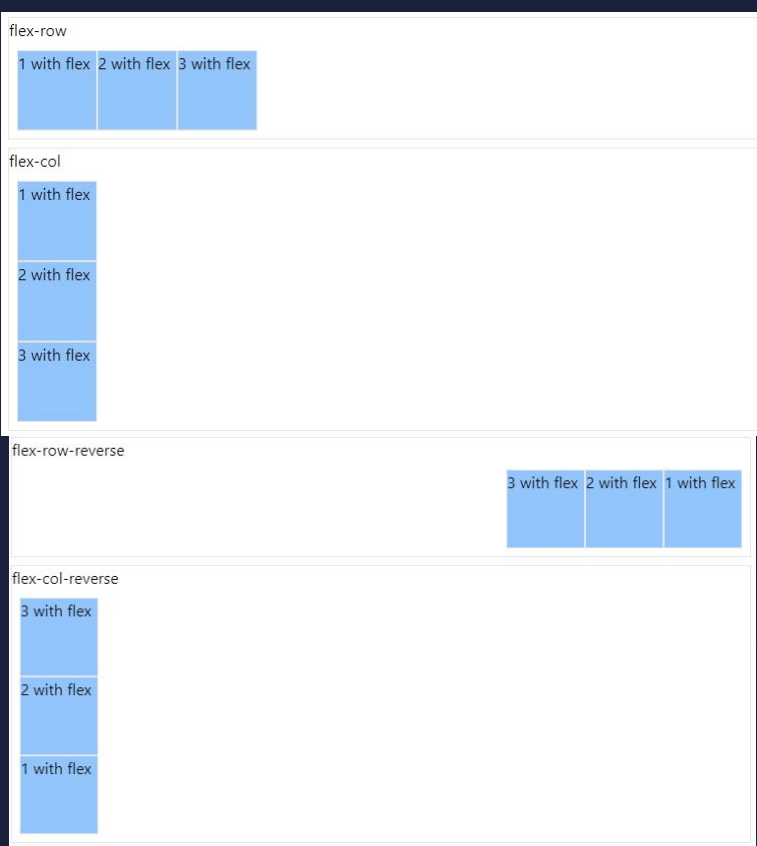 flex-row
1 with flex 2 with flex 3 with flex
flex-col
1 with flex
2 with flex
3 with flex
flex-row-reverse
3 with flex 2 with flex 1 with flex
flex-col-reverse
3 with flex
2 with flex
1 with flex